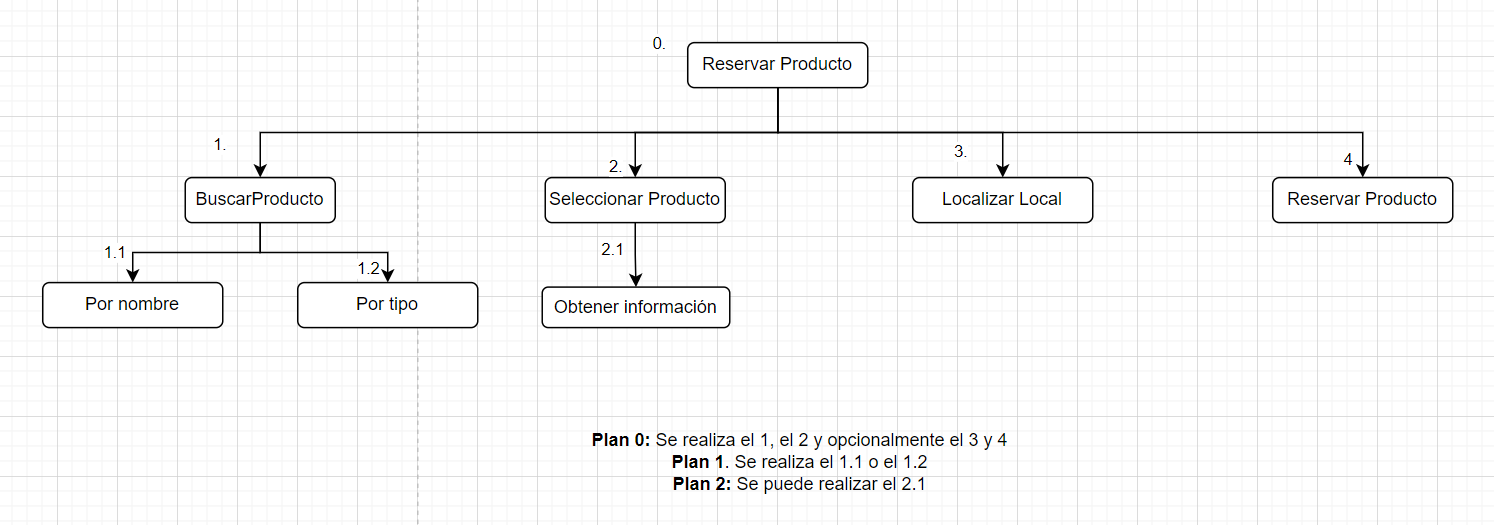 0.
Reservar Producto
1.
2.
3.
4
BuscarProducto
Seleccionar Producto
Localizar Local
Reservar Producto
1.1
1.2
2.1
Por nombre
Por tipo
Obtener información
Plan 0: Se realiza el 1, el 2 y opcionalmente el 3 y 4
Plan 1. Se realiza el 1.1 o el 1.2
Plan 2: Se puede realizar el 2.1